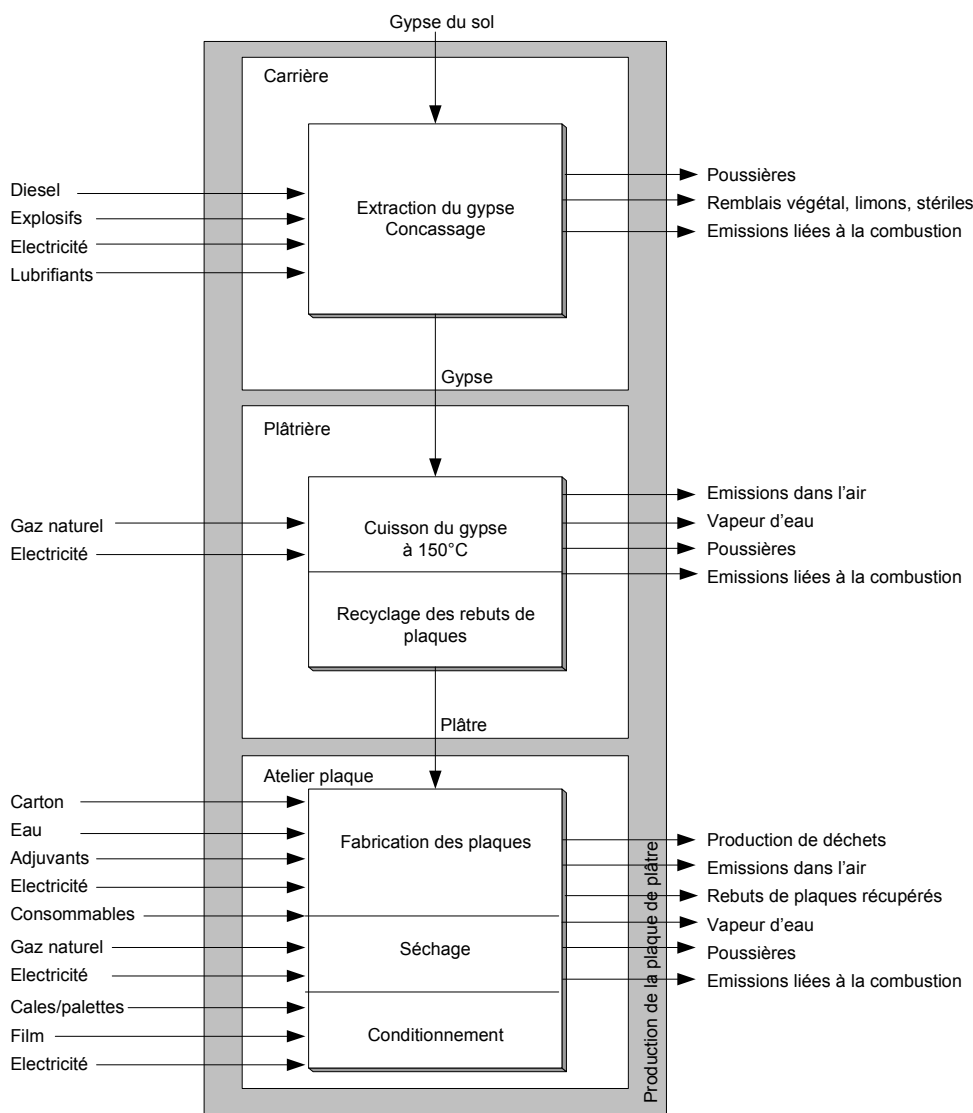 Gypse du sol
Carrière
Diesel
Explosifs
Electricité
Lubrifiants
Extraction du gypse
Concassage
Poussières
Remblais végétal, limons, stériles
Emissions liées à la combustion
Gypse
Plâtrière
Gaz naturel
Electricité
Cuisson du gypse
à 150°C
Recyclage des rebuts de
plaques
Emissions dans l'air
Vapeur d'eau
Poussières
Emissions liées à la combustion
Plâtre
Atelier plaque
Carton
Eau
Adjuvants
Electricité
Consommables
Gaz naturel
Electricité
Cales/palettes
Film
Electricité
Fabrication des plaques
Séchage
Conditionnement
Production de déchets
Emissions dans l'air
Rebuts de plaques récupérés
Vapeur d'eau
Poussières
Emissions liées à la combustion
Production de la plaque de plâtre